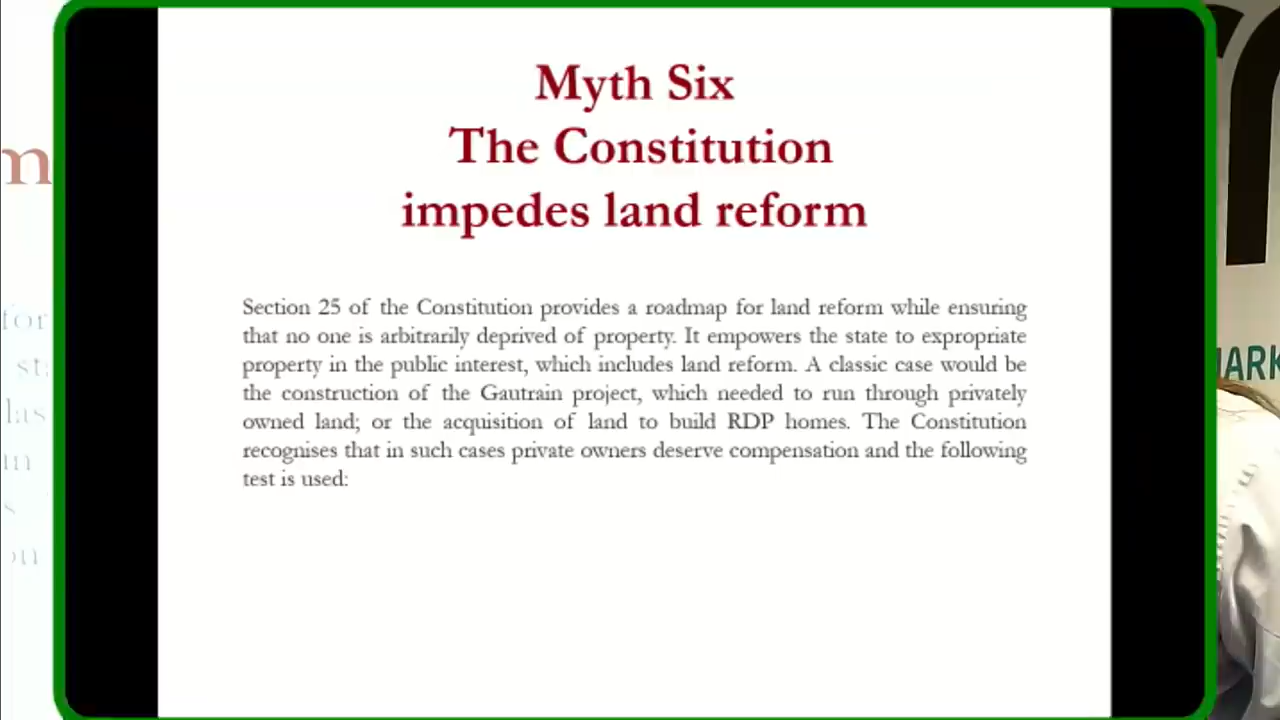 Myth Six
The Constitution
impedes land reform
Section 25 of the Constitution provides a roadmap for land reform while ensuring
that no one is arbitrarily deprived of property. It empowers the state to expropriate
property in the public interest, which includes land reform. A classic case would be
the construction of the Gautrain project, which needed to run through privately
owned land; or the acquisition of land to build RDP homes. The Constitution
recognises that in such cases private owners deserve compensation and the following
test is used:
for